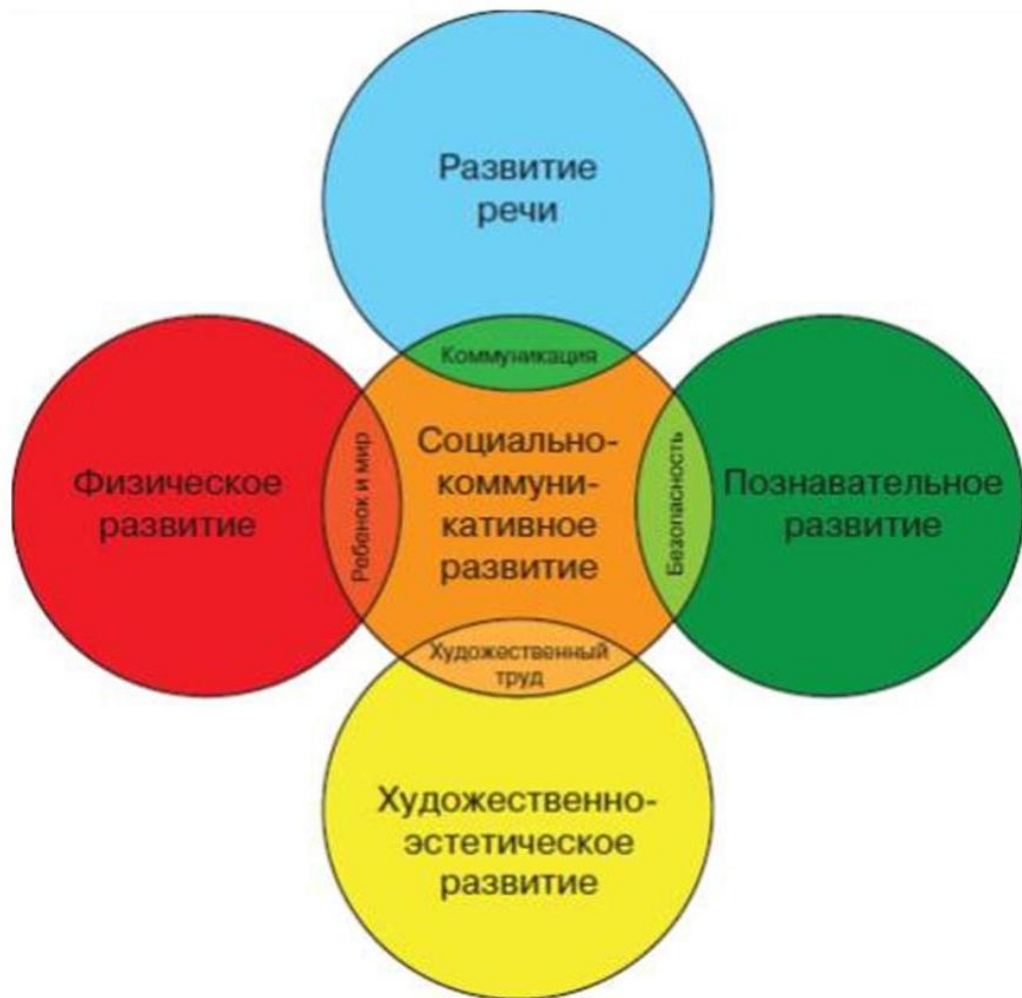 Развитие
речи
Коммуникация
Физическое
развитие
Ребенок и мир
Социально-
коммуни-
кативное
развитие
Безопасность
Познавательное
развитие
Художественный
труд
Художественно-
эстетическое
развитие